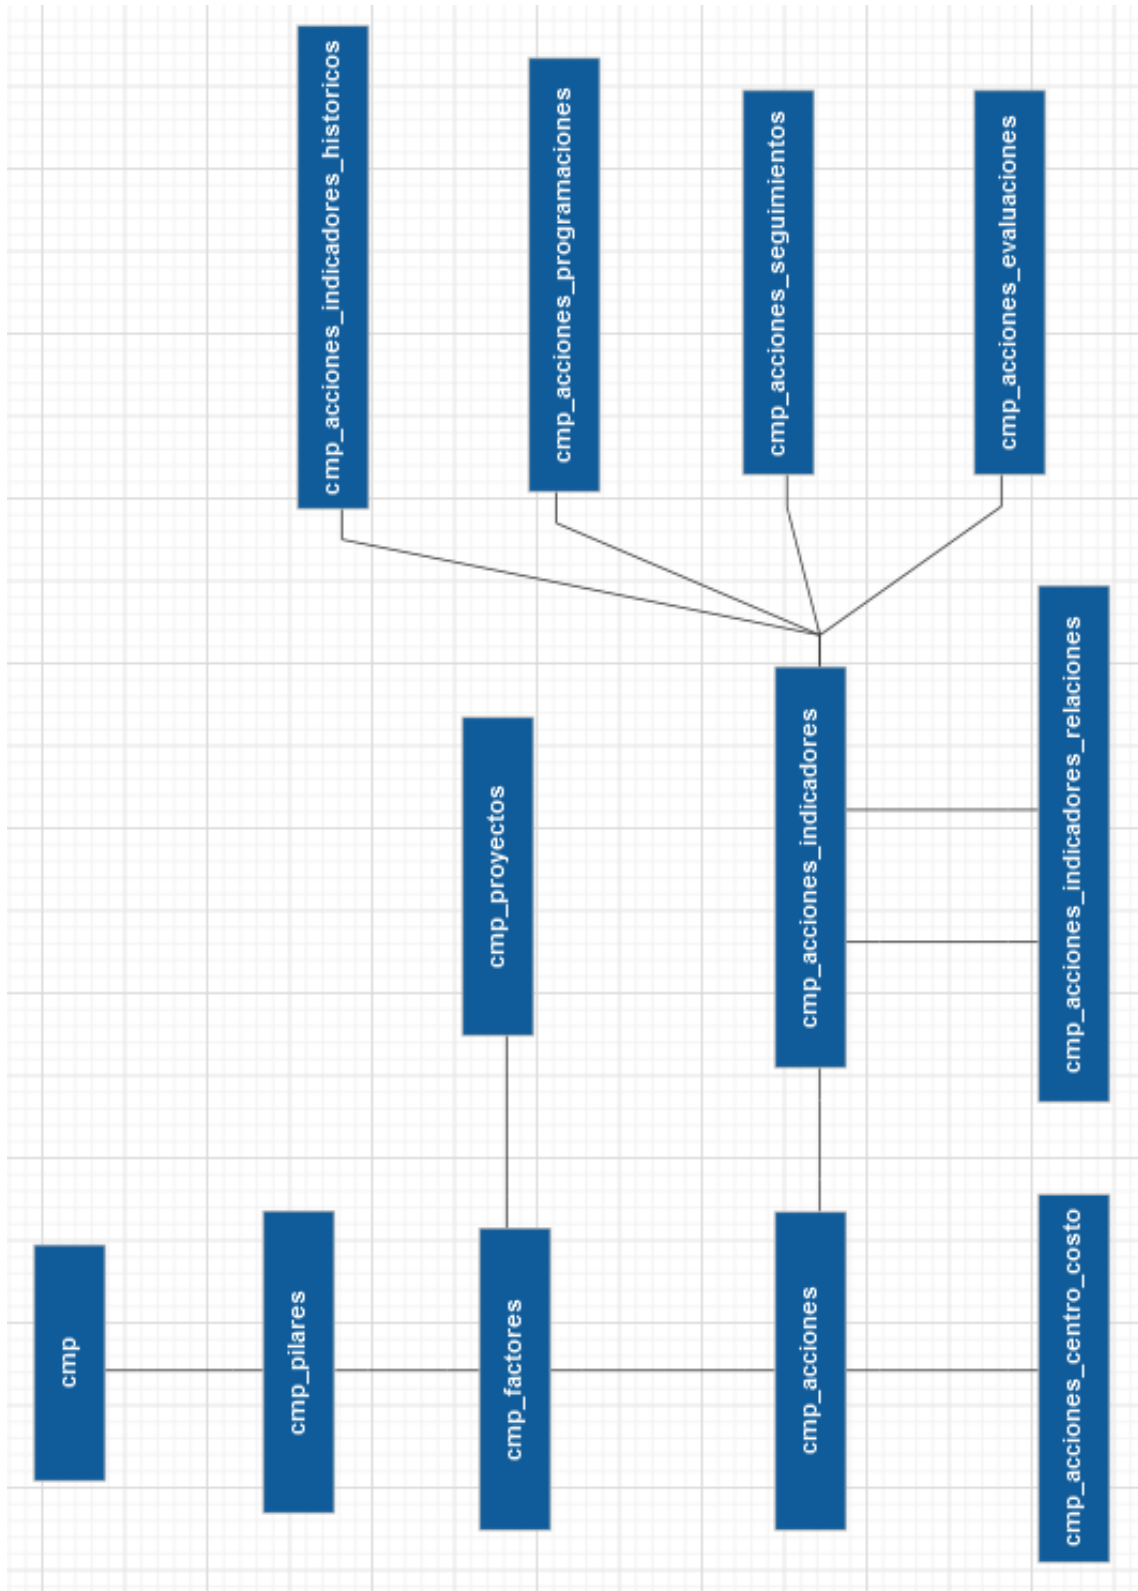 cmp
cmp_pilares
cmp_factores
cmp_proyectos
cmp_acciones
cmp_acciones_indicadores
cmp_acciones_centro_costo
cmp_acciones_indicadores_relaciones
cmp_acciones_indicadores_historicos
cmp_acciones_programaciones
cmp_acciones_seguimientos
cmp_acciones_evaluaciones